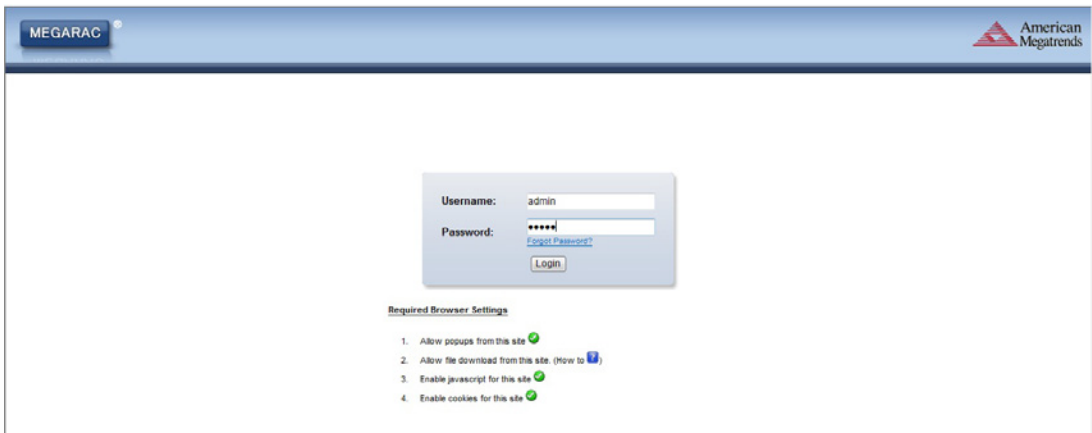 MEGARAC ®
American
Megatrends
Username: admin
Password: •••••
Forgot Password?
Login
Required Browser Settings
1. Allow popups from this site
2. Allow file download from this site. (How to ?)
3. Enable javascript for this site
4. Enable cookies for this site